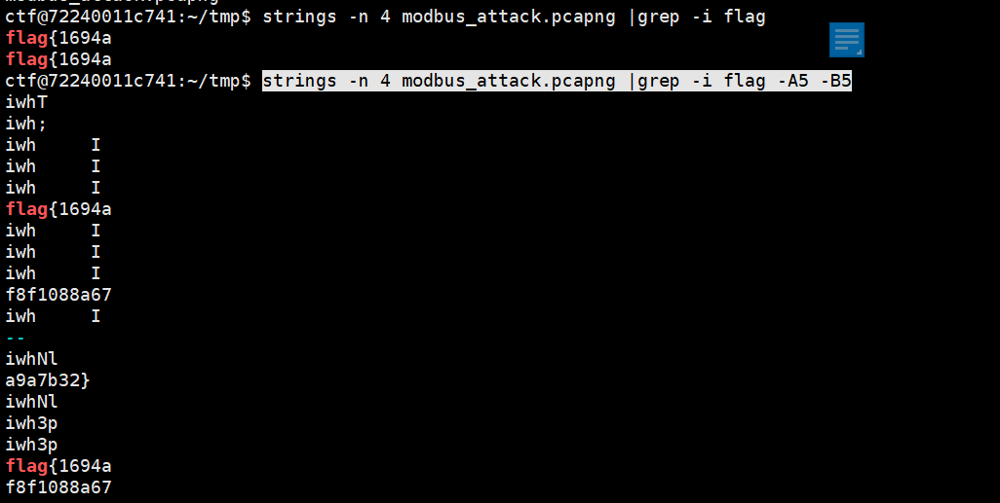 ctf@72240011c741:~/tmp$ strings -n 4 modbus_attack.pcapng |grep -i flag
flag{1694a
flag{1694a
ctf@72240011c741:~/tmp$ strings -n 4 modbus_attack.pcapng |grep -i flag -A5 -B5
iwhT
iwh;
iwh     I
iwh     I
iwh     I
flag{1694a
iwh     I
iwh     I
iwh     I
f8f1088a67
iwh     I
--
iwhNl
a9a7b32}
iwhNl
iwh3p
iwh3p
flag{1694a
f8f1088a67